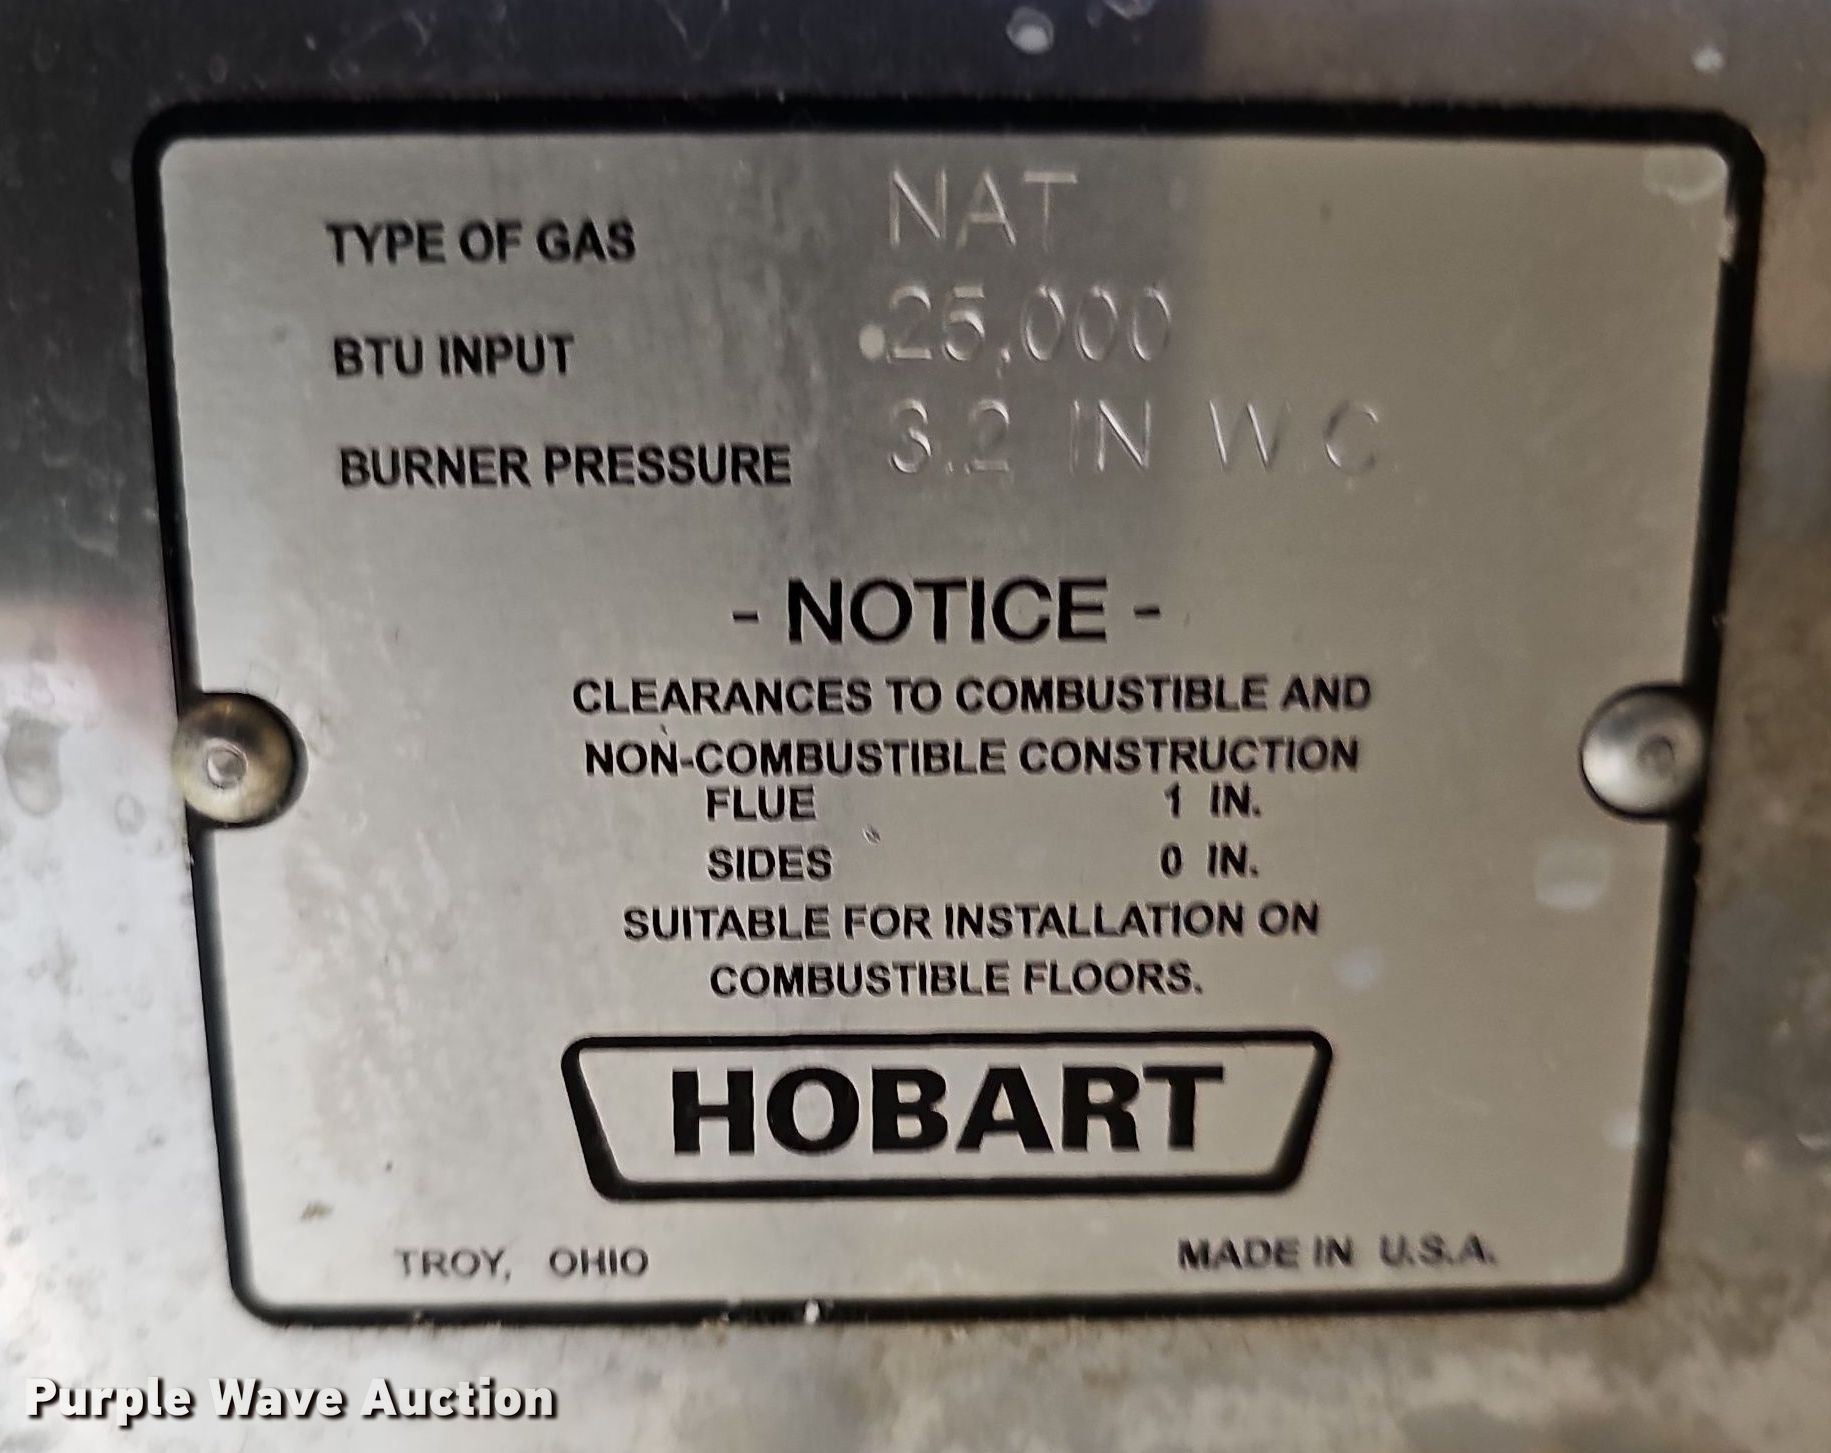 TYPE OF GAS NAT
BTU INPUT 25,000
BURNER PRESSURE 3.2 IN W.C.
- NOTICE -
CLEARANCES TO COMBUSTIBLE AND
NON-COMBUSTIBLE CONSTRUCTION
FLUE 1 IN.
SIDES 0 IN.
SUITABLE FOR INSTALLATION ON
COMBUSTIBLE FLOORS.
HOBART
TROY, OHIO MADE IN U.S.A.
Purple Wave Auction